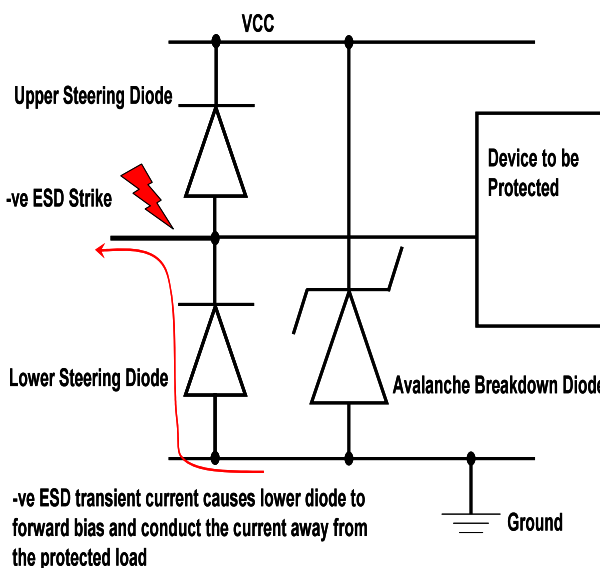 VCC
Upper Steering Diode
Device to be
Protected
-ve ESD Strike
Lower Steering Diode
Avalanche Breakdown Diode
-ve ESD transient current causes lower diode to
forward bias and conduct the current away from
the protected load
Ground